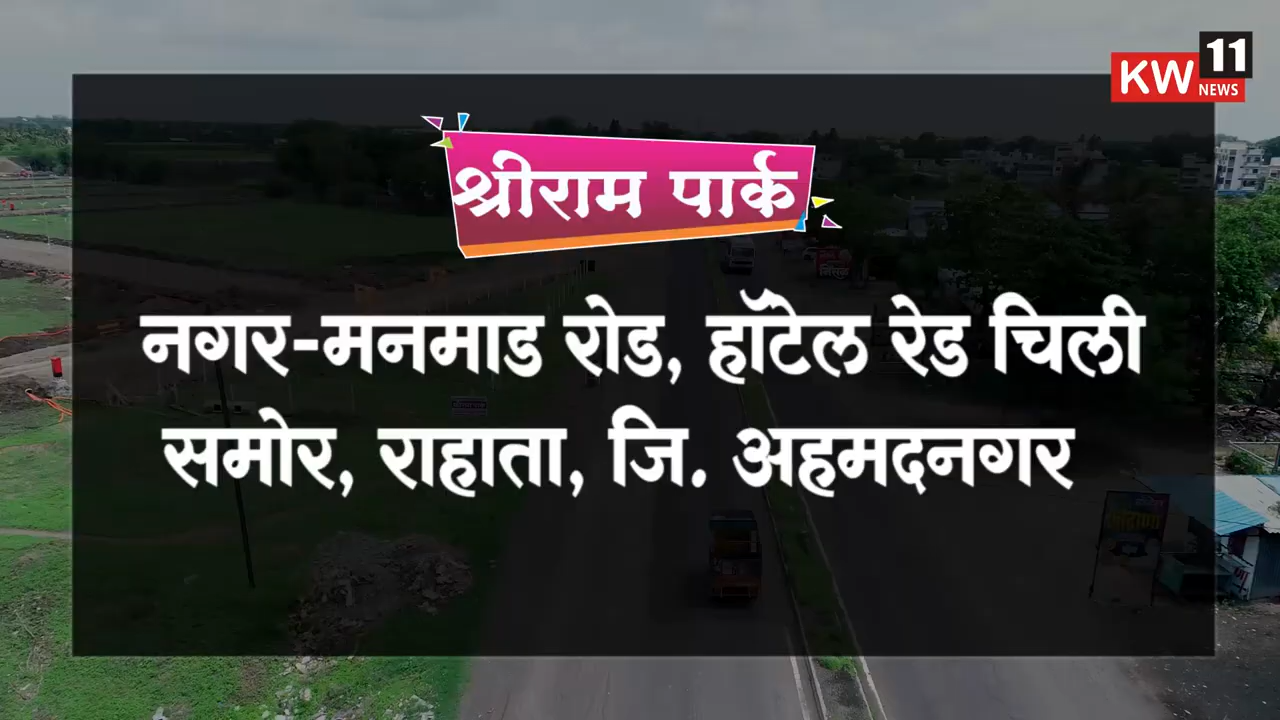 KW 11
NEWS
श्रीराम पार्क
नगर-मनमाड रोड, हॉटेल रेड चिली
समोर, राहाता, जि. अहमदनगर